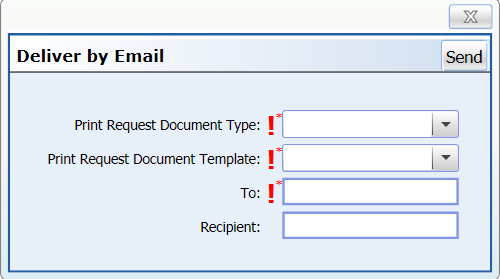 X
Deliver by Email Send
Print Request Document Type: !*
Print Request Document Template: !*
To: !*
Recipient: